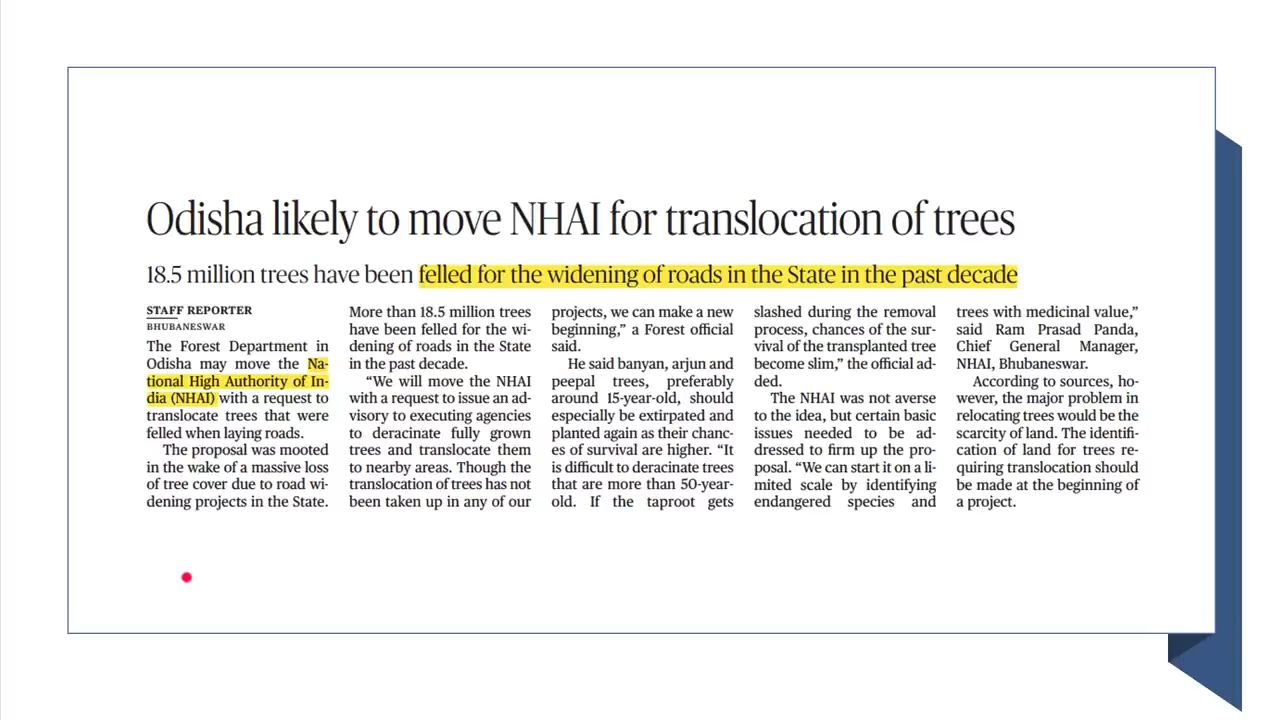 Odisha likely to move NHAI for translocation of trees
18.5 million trees have been felled for the widening of roads in the State in the past decade
STAFF REPORTER
BHUBANESWAR
The Forest Department in
Odisha may move the Na-
tional High Authority of In-
dia (NHAI) with a request to
translocate trees that were
felled when laying roads.
The proposal was mooted
in the wake of a massive loss
of tree cover due to road wi-
dening projects in the State.
More than 18.5 million trees
have been felled for the wi-
dening of roads in the State
in the past decade.
“We will move the NHAI
with a request to issue an ad-
visory to executing agencies
to deracinate fully grown
trees and translocate them
to nearby areas. Though the
translocation of trees has not
been taken up in any of our
projects, we can make a new
beginning,” a Forest official
said.
He said banyan, arjun and
peepal trees, preferably
around 15-year-old, should
especially be extirpated and
planted again as their chanc-
es of survival are higher. “It
is difficult to deracinate trees
that are more than 50-year-
old. If the taproot gets
slashed during the removal
process, chances of the sur-
vival of the transplanted tree
become slim,” the official ad-
ded.
The NHAI was not averse
to the idea, but certain basic
issues needed to be ad-
dressed to firm up the pro-
posal. “We can start it on a li-
mited scale by identifying
endangered species and
trees with medicinal value,”
said Ram Prasad Panda,
Chief General Manager,
NHAI, Bhubaneswar.
According to sources, ho-
wever, the major problem in
relocating trees would be the
scarcity of land. The identifi-
cation of land for trees re-
quiring translocation should
be made at the beginning of
a project.